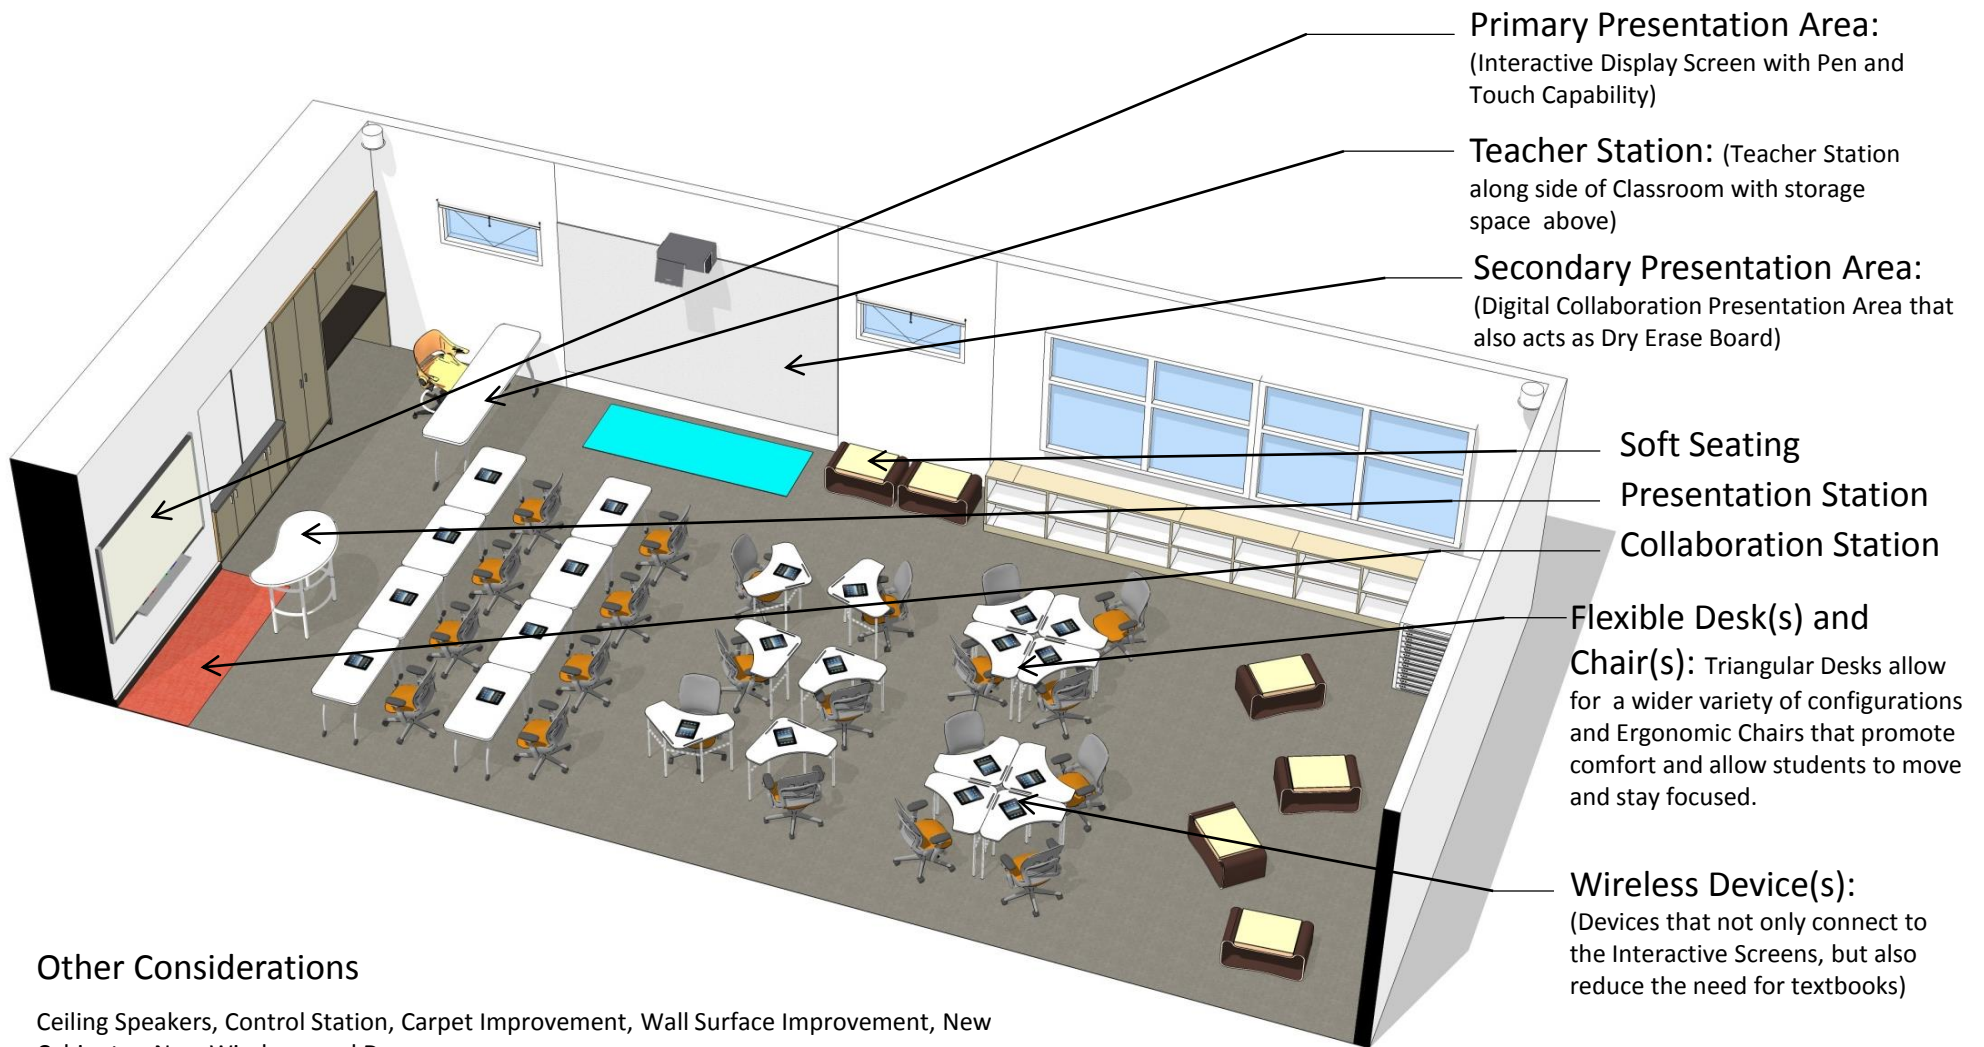 Primary Presentation Area:
(Interactive Display Screen with Pen and
Touch Capability)
Teacher Station: (Teacher Station
along side of Classroom with storage
space above)
Secondary Presentation Area:
(Digital Collaboration Presentation Area that
also acts as Dry Erase Board)
Soft Seating
Presentation Station
Collaboration Station
Flexible Desk(s) and
Chair(s): Triangular Desks allow
for a wider variety of configurations
and Ergonomic Chairs that promote
comfort and allow students to move
and stay focused.
Wireless Device(s):
(Devices that not only connect to
the Interactive Screens, but also
reduce the need for textbooks)
Other Considerations
Ceiling Speakers, Control Station, Carpet Improvement, Wall Surface Improvement, New